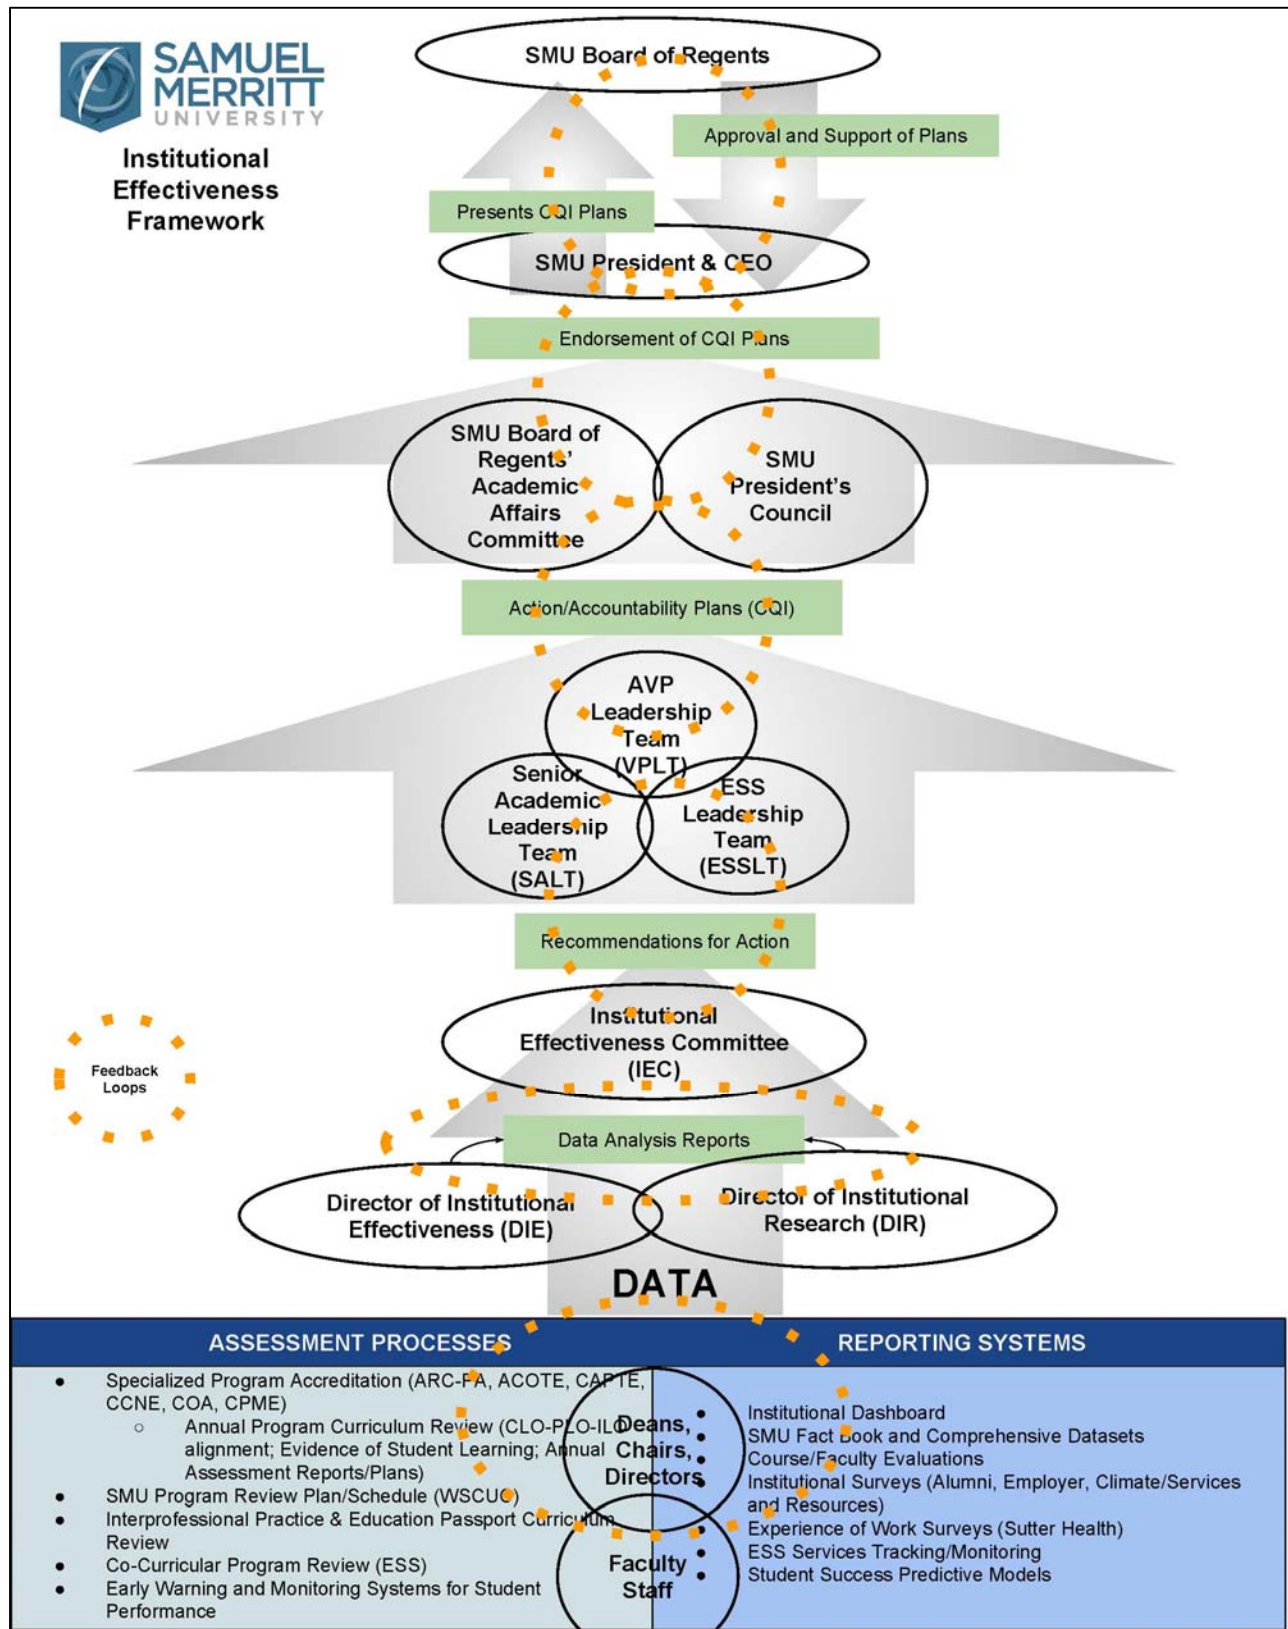 SAMUEL
MERRITT
UNIVERSITY
Institutional
Effectiveness
Framework
SMU Board of Regents
Approval and Support of Plans
Presents CQI Plans
SMU President & CEO
Endorsement of CQI Plans
SMU Board of
Regents’
Academic
Affairs
Committee
SMU
President’s
Council
Action/Accountability Plans (CQI)
AVP
Leadership
Team
(VPLT)
Senior
Academic
Leadership
Team
(SALT)
ESS
Leadership
Team
(ESSLT)
Recommendations for Action
Institutional
Effectiveness Committee
(IEC)
Feedback
Loops
Data Analysis Reports
Director of Institutional
Effectiveness (DIE)
Director of Institutional
Research (DIR)
DATA
ASSESSMENT PROCESSES
● Specialized Program Accreditation (ARC-PA, ACOTE, CAPTE,
CCNE, COA, CPME)
○ Annual Program Curriculum Review (CLO-PLO-ILO
alignment; Evidence of Student Learning; Annual
Assessment Reports/Plans)
● SMU Program Review Plan/Schedule (WSCUC)
● Interprofessional Practice & Education Passport Curriculum
Review
● Co-Curricular Program Review (ESS)
● Early Warning and Monitoring Systems for Student
Performance
Deans,
Chairs,
Directors
Faculty
Staff
REPORTING SYSTEMS
● Institutional Dashboard
● SMU Fact Book and Comprehensive Datasets
● Course/Faculty Evaluations
● Institutional Surveys (Alumni, Employer, Climate/Services
and Resources)
● Experience of Work Surveys (Sutter Health)
● ESS Services Tracking/Monitoring
● Student Success Predictive Models